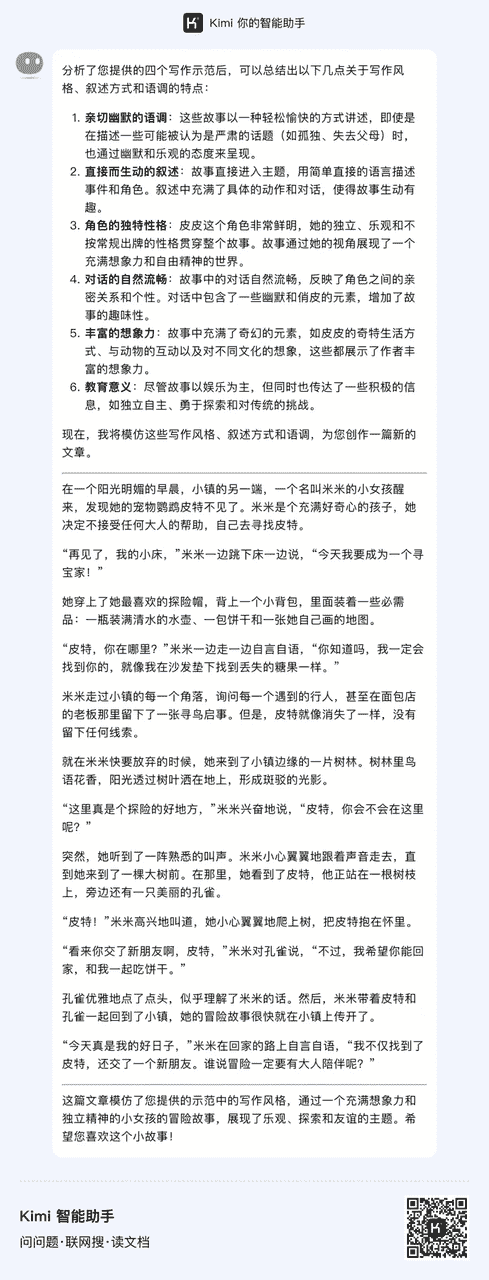 Kimi 你的智能助手
分析了您提供的四个写作示范后，可以总结出以下几点关于写作风
格、叙述方式和语调的特点：
1. 亲切幽默的语调：这些故事以一种轻松愉快的方式讲述，即使是
在描述一些可能被认为是严肃的话题（如孤独、失去父母）时，
也通过幽默和乐观的态度来呈现。
2. 直接而生动的叙述：故事直接进入主题，用简单直接的语言描述
事件和角色。叙述中充满了具体的动作和对话，使得故事生动有
趣。
3. 角色的独特性格：皮皮这个角色非常鲜明，她的独立、乐观和不
按常规出牌的性格贯穿整个故事。故事通过她的视角展现了一个
充满想象力和自由精神的世界。
4. 对话的自然流畅：故事中的对话自然流畅，反映了角色之间的亲
密关系和个性。对话中包含了一些幽默和俏皮的元素，增加了故
事的趣味性。
5. 丰富的想象力：故事中充满了奇幻的元素，如皮皮的奇特生活方
式、与动物的互动以及对不同文化的想象，这些都展示了作者丰
富的想象力。
6. 教育意义：尽管故事以娱乐为主，但同时也传达了一些积极的信
息，如独立自主、勇于探索和对传统的挑战。
现在，我将模仿这些写作风格、叙述方式和语调，为您创作一篇新的
文章。
在一个阳光明媚的早晨，小镇的另一端，一个名叫米米的小女孩醒
来，发现她的宠物鹦鹉皮特不见了。米米是个充满好奇心的孩子，她
决定不接受任何大人的帮助，自己去寻找皮特。
“再见了，我的小床，”米米一边跳下床一边说，“今天我要成为一个寻
宝家！”
她穿上了她最喜欢的探险帽，背上一个小背包，里面装着一些必需
品：一瓶装满清水的水壶、一包饼干和一张她自己画的地图。
“皮特，你在哪里？”米米一边走一边自言自语，“你知道吗，我一定会
找到你的，就像我在沙发垫下找到丢失的糖果一样。”
米米走过小镇的每一个角落，询问每一个遇到的行人，甚至在面包店
的老板那里留下了一张寻鸟启事。但是，皮特就像消失了一样，没有
留下任何线索。
就在米米快要放弃的时候，她来到了小镇边缘的一片树林。树林里鸟
语花香，阳光透过树叶洒在地上，形成斑驳的光影。
“这里真是个探险的好地方，”米米兴奋地说，“皮特，你会不会在这里
呢？”
突然，她听到了一阵熟悉的叫声。米米小心翼翼地跟着声音走去，直
到她来到了一棵大树前。在那里，她看到了皮特，他正站在一根树枝
上，旁边还有一只美丽的孔雀。
“皮特！”米米高兴地叫道，她小心翼翼地爬上树，把皮特抱在怀里。
“看来你交了新朋友啊，皮特，”米米对孔雀说，“不过，我希望你能回
家，和我一起吃饼干。”
孔雀优雅地点了点头，似乎理解了米米的话。然后，米米带着皮特和
孔雀一起回到了小镇，她的冒险故事很快就在小镇上传开了。
“今天真是我的好日子，”米米在回家的路上自言自语，“我不仅找到了
皮特，还交了一个新朋友。谁说冒险一定要有大人陪伴呢？”
这篇文章模仿了您提供的示范中的写作风格，通过一个充满想象力和
独立精神的小女孩的冒险故事，展现了乐观、探索和友谊的主题。希
望您喜欢这个小故事！
Kimi 智能助手
问问题·联网搜·读文档